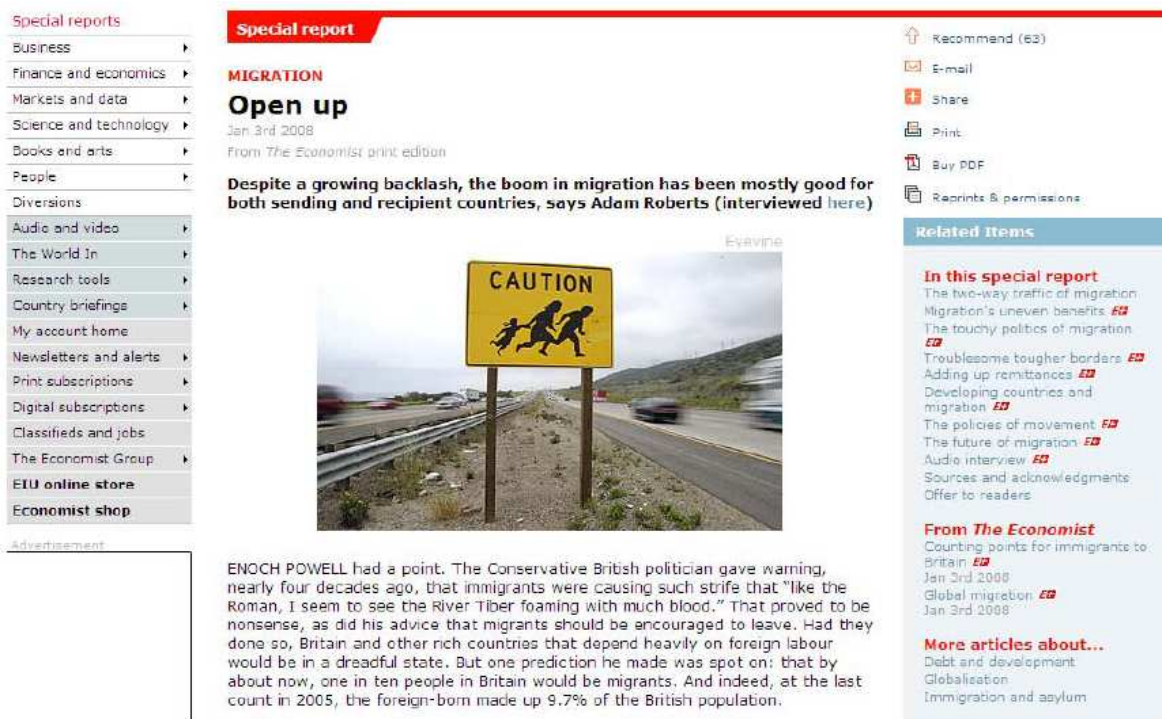 Special reports
Business
Finance and economics
Markets and data
Science and technology
Books and arts
People
Diversions
Audio and video
The World In
Research tools
Country briefings
My account home
Newsletters and alerts
Print subscriptions
Digital subscriptions
Classifieds and jobs
The Economist Group
EIU online store
Economist shop
Advertisement
Special report
MIGRATION
Open up
Jan 3rd 2008
From The Economist print edition
Despite a growing backlash, the boom in migration has been mostly good for
both sending and recipient countries, says Adam Roberts (interviewed here)
Eyevine
CAUTION
ENOCH POWELL had a point. The Conservative British politician gave warning,
nearly four decades ago, that immigrants were causing such strife that "like the
Roman, I seem to see the River Tiber foaming with much blood." That proved to be
nonsense, as did his advice that migrants should be encouraged to leave. Had they
done so, Britain and other rich countries that depend heavily on foreign labour
would be in a dreadful state. But one prediction he made was spot on: that by
about now, one in ten people in Britain would be migrants. And indeed, at the last
count in 2005, the foreign-born made up 9.7% of the British population.
Recommend (63)
E-mail
Share
Print
Buy PDF
Reprints & permissions
Related Items
In this special report
The two-way traffic of migration
Migration's uneven benefits E+
The touchy politics of migration
E+
Troublesome tougher borders E+
Adding up remittances E+
Developing countries and
migration E+
The policies of movement E+
The future of migration E+
Audio interview E+
Sources and acknowledgments
Offer to readers
From The Economist
Counting points for immigrants to
Britain E+
Jan 3rd 2008
Global migration E+
Jan 3rd 2008
More articles about...
Debt and development
Globalisation
Immigration and asylum